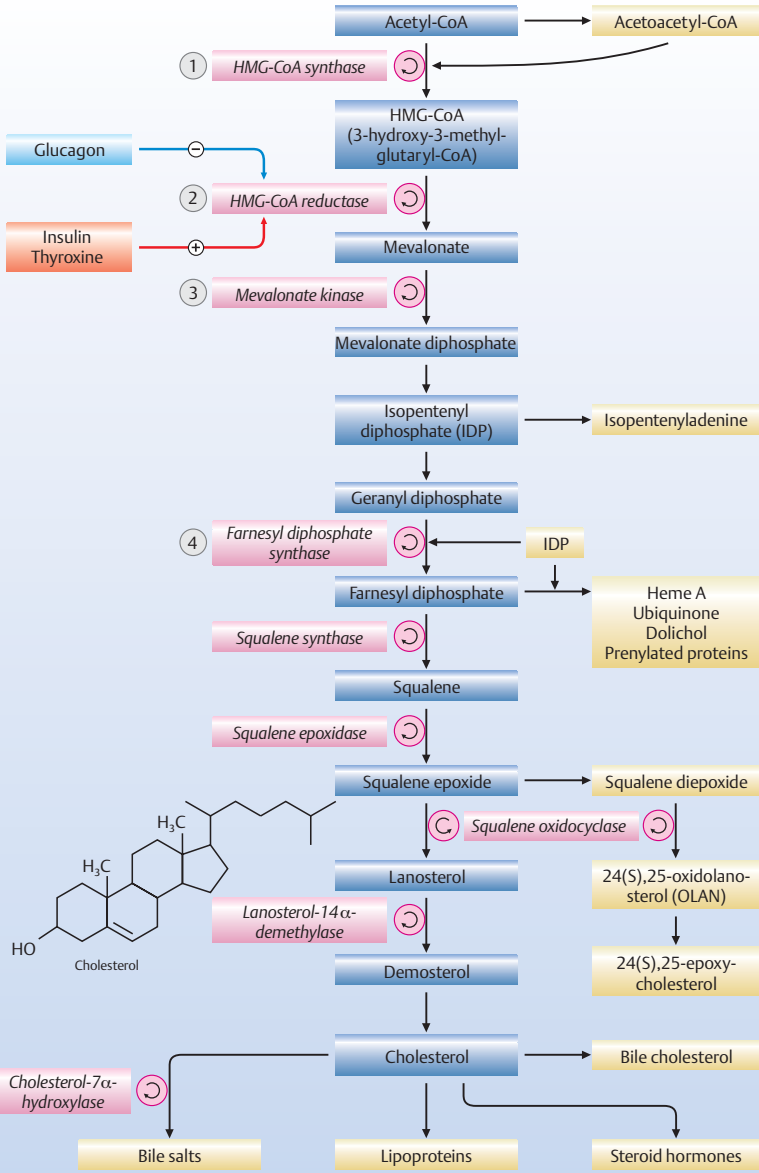 Acetyl-CoA
Acetoacetyl-CoA
1
HMG-CoA synthase
HMG-CoA
(3-hydroxy-3-methyl-
glutaryl-CoA)
Glucagon
−
2
HMG-CoA reductase
Insulin
Thyroxine
+
Mevalonate
3
Mevalonate kinase
Mevalonate diphosphate
Isopentenyl
diphosphate (IDP)
Isopentenyladenine
Geranyl diphosphate
4
Farnesyl diphosphate
synthase
IDP
Farnesyl diphosphate
Heme A
Ubiquinone
Dolichol
Prenylated proteins
Squalene synthase
Squalene
Squalene epoxidase
Squalene epoxide
Squalene diepoxide
Squalene oxidocyclase
H₃C
H₃C
HO
Cholesterol
Lanosterol
24(S),25-oxidolano-
sterol (OLAN)
Lanosterol-14α-
demethylase
Demosterol
24(S),25-epoxy-
cholesterol
Cholesterol
Bile cholesterol
Cholesterol-7α-
hydroxylase
Bile salts
Lipoproteins
Steroid hormones